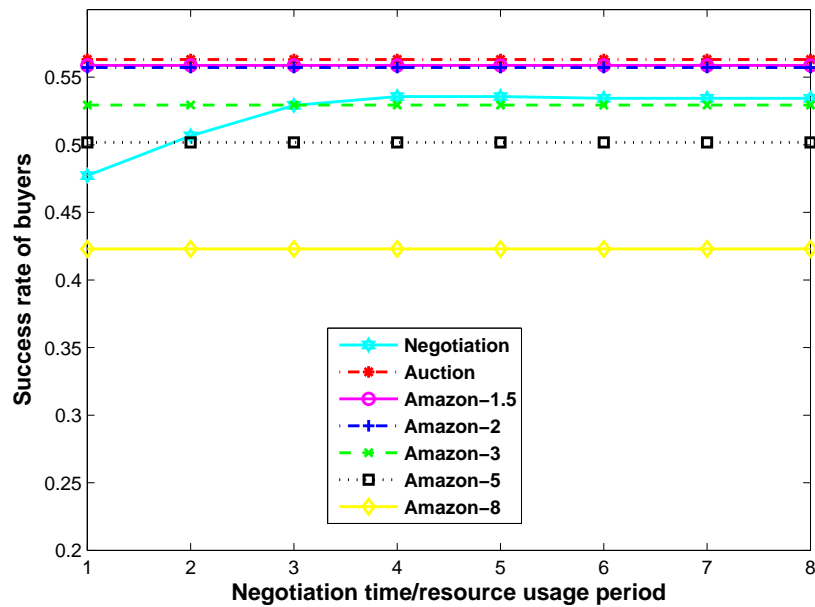 Success rate of buyers
0.55
0.5
0.45
0.4
0.35
0.3
0.25
0.2
Negotiation
Auction
Amazon−1.5
Amazon−2
Amazon−3
Amazon−5
Amazon−8
1 2 3 4 5 6 7 8
Negotiation time/resource usage period